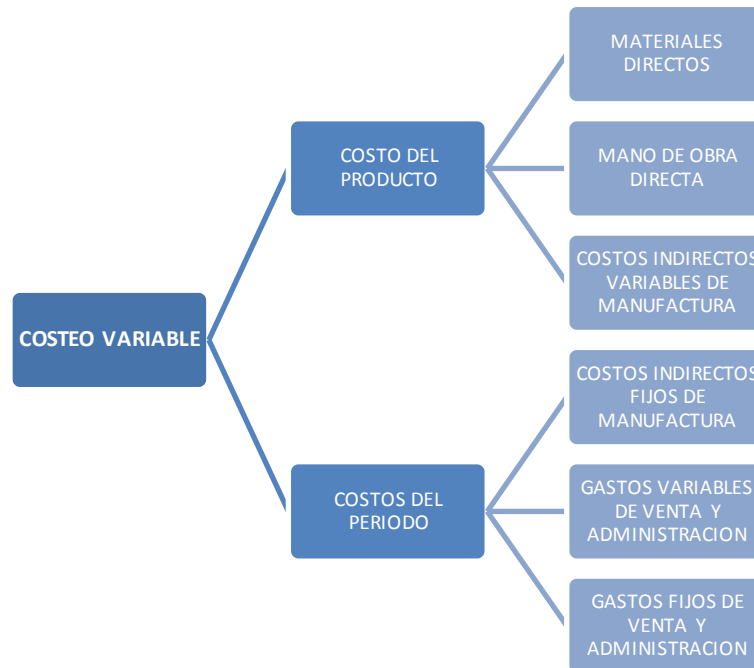 MATERIALES
DIRECTOS
COSTO DEL
PRODUCTO
MANO DE OBRA
DIRECTA
COSTOS INDIRECTOS
VARIABLES DE
MANUFACTURA
COSTEO VARIABLE
COSTOS INDIRECTOS
FIJOS DE
MANUFACTURA
COSTOS DEL
PERIODO
GASTOS VARIABLES
DE VENTA Y
ADMINISTRACION
GASTOS FIJOS DE
VENTA Y
ADMINISTRACION